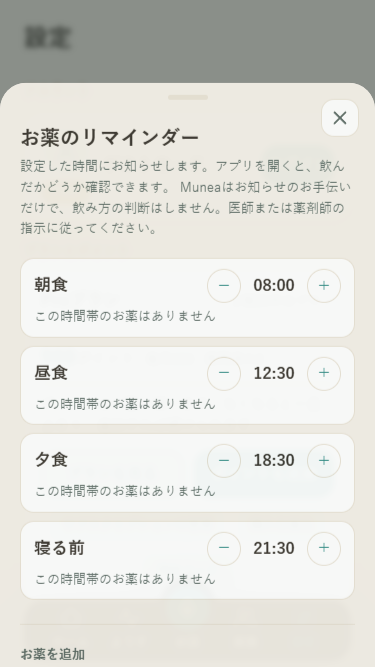 設定
お薬のリマインダー
設定した時間にお知らせします。アプリを開くと、飲ん
だかどうか確認できます。 Muneaはお知らせのお手伝い
だけで、飲み方の判断はしません。医師または薬剤師の
指示に従ってください。
朝食 − 08:00 +
この時間帯のお薬はありません
昼食 − 12:30 +
この時間帯のお薬はありません
夕食 − 18:30 +
この時間帯のお薬はありません
寝る前 − 21:30 +
この時間帯のお薬はありません
お薬を追加